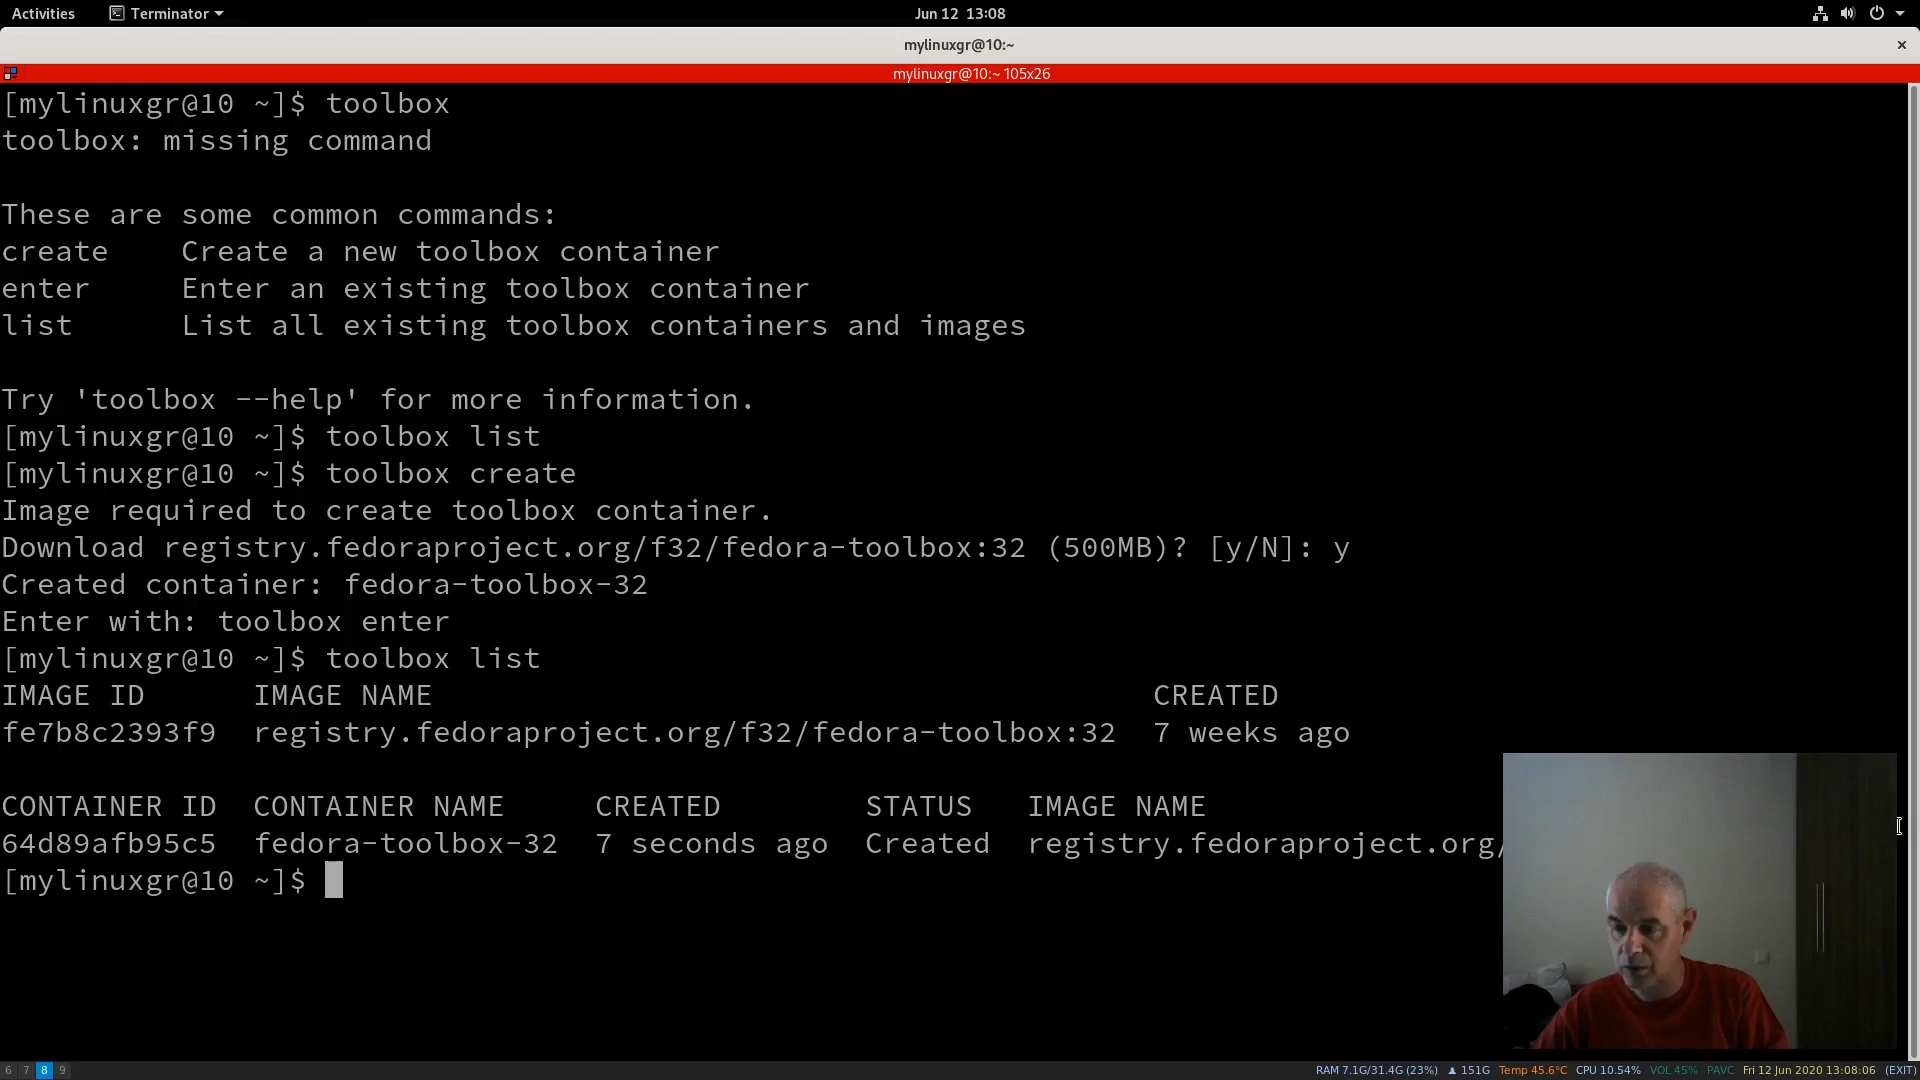 Activities Terminator Jun 12 13:08
mylinuxgr@10:~ ×
mylinuxgr@10:~ 105x26
[mylinuxgr@10 ~]$ toolbox
toolbox: missing command
These are some common commands:
create Create a new toolbox container
enter Enter an existing toolbox container
list List all existing toolbox containers and images
Try 'toolbox --help' for more information.
[mylinuxgr@10 ~]$ toolbox list
[mylinuxgr@10 ~]$ toolbox create
Image required to create toolbox container.
Download registry.fedoraproject.org/f32/fedora-toolbox:32 (500MB)? [y/N]: y
Created container: fedora-toolbox-32
Enter with: toolbox enter
[mylinuxgr@10 ~]$ toolbox list
IMAGE ID IMAGE NAME CREATED
fe7b8c2393f9 registry.fedoraproject.org/f32/fedora-toolbox:32 7 weeks ago
CONTAINER ID CONTAINER NAME CREATED STATUS IMAGE NAME
64d89afb95c5 fedora-toolbox-32 7 seconds ago Created registry.fedoraproject.org/
[mylinuxgr@10 ~]$
6 7 8 9 RAM 7.1G/31.4G (23%) ▲ 151G Temp 45.6°C CPU 10.54% VOL 45% PAVC Fri 12 Jun 2020 13:08:06 (EXIT)